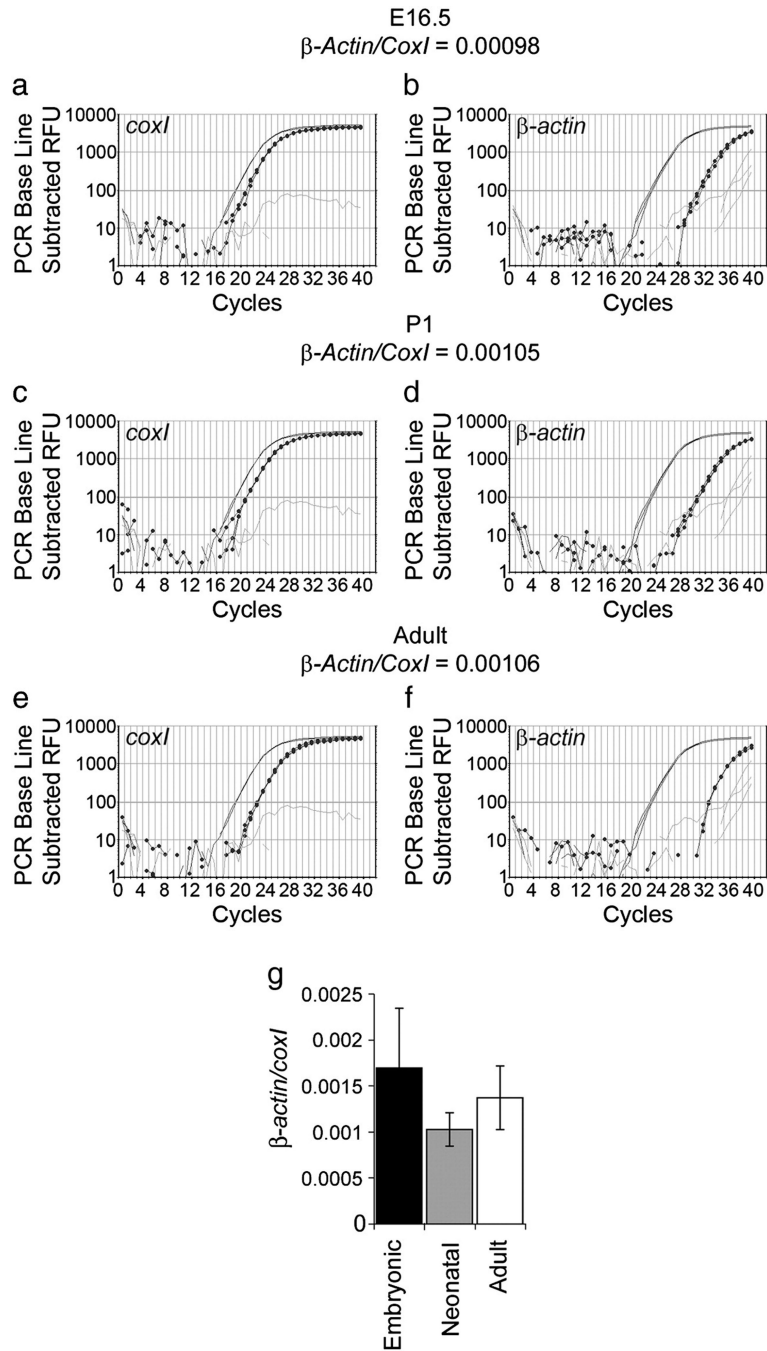 E16.5
β-Actin/CoxI = 0.00098
a
b
coxI
β-actin
PCR Base Line
Subtracted RFU
10000
1000
100
10
1
0 4 8 12 16 20 24 28 32 36 40
Cycles
PCR Base Line
Subtracted RFU
10000
1000
100
10
1
0 4 8 12 16 20 24 28 32 36 40
Cycles
P1
β-Actin/CoxI = 0.00105
c
d
coxI
β-actin
PCR Base Line
Subtracted RFU
10000
1000
100
10
1
0 4 8 12 16 20 24 28 32 36 40
Cycles
PCR Base Line
Subtracted RFU
10000
1000
100
10
1
0 4 8 12 16 20 24 28 32 36 40
Cycles
Adult
β-Actin/CoxI = 0.00106
e
f
coxI
β-actin
PCR Base Line
Subtracted RFU
10000
1000
100
10
1
0 4 8 12 16 20 24 28 32 36 40
Cycles
PCR Base Line
Subtracted RFU
10000
1000
100
10
1
0 4 8 12 16 20 24 28 32 36 40
Cycles
g
β-actin/coxI
0.0025
0.002
0.0015
0.001
0.0005
0
Embryonic
Neonatal
Adult